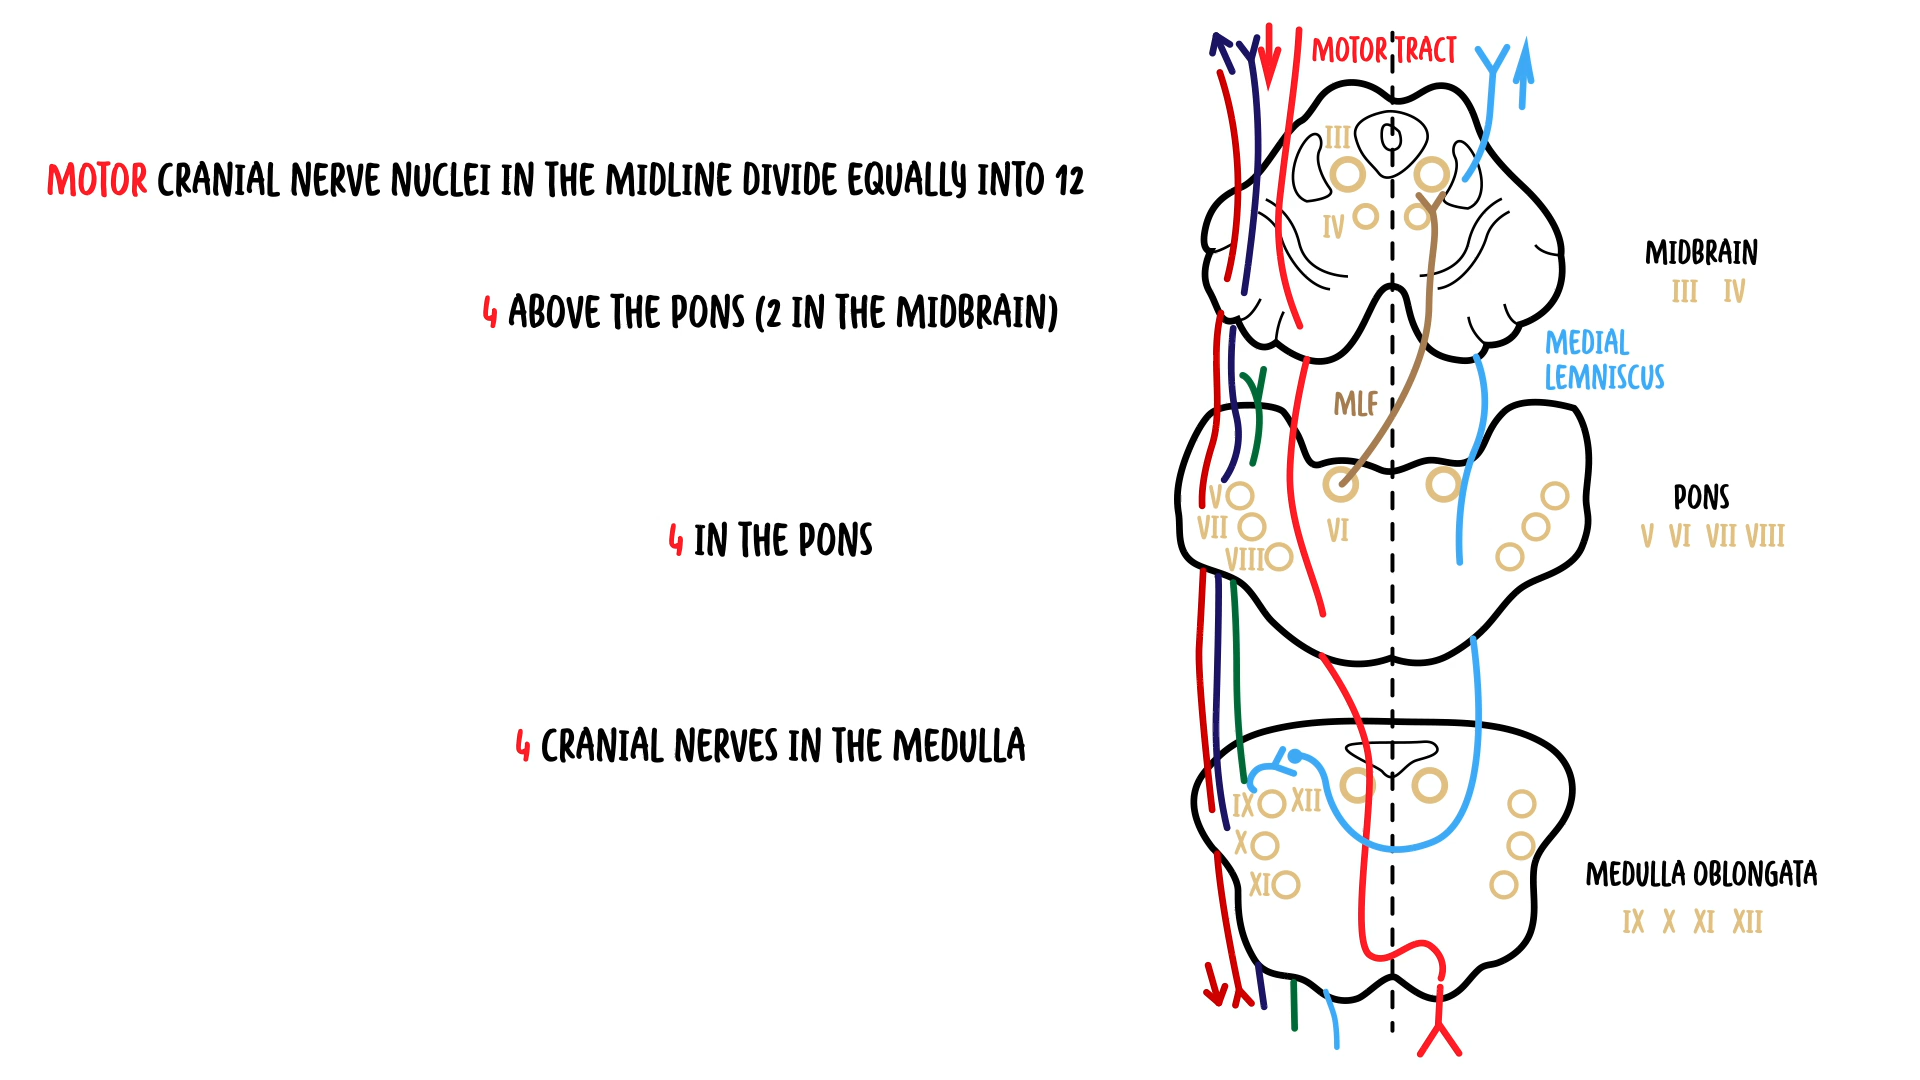 MOTOR TRACT
III
MOTOR CRANIAL NERVE NUCLEI IN THE MIDLINE DIVIDE EQUALLY INTO 12
IV
MIDBRAIN
III IV
4 ABOVE THE PONS (2 IN THE MIDBRAIN)
MEDIAL
LEMNISCUS
MLF
V
PONS
VII
VI
V VI VII VIII
4 IN THE PONS
VIII
4 CRANIAL NERVES IN THE MEDULLA
IX
XII
X
XI
MEDULLA OBLONGATA
IX X XI XII